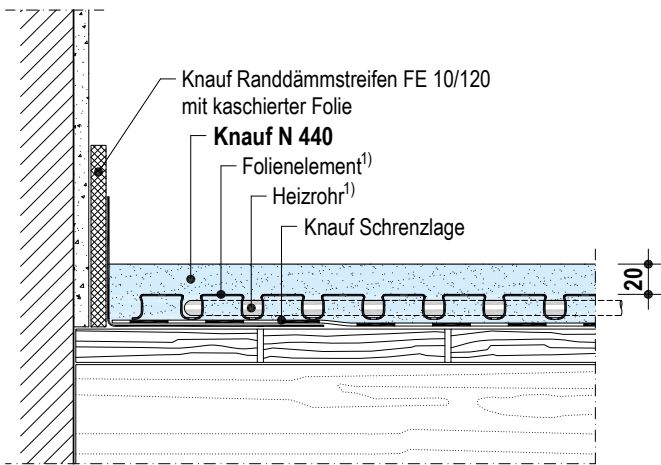 Knauf Randdämmstreifen FE 10/120
mit kaschierter Folie
Knauf N 440
Folienelement1)
Heizrohr1)
Knauf Schrenzlage
20